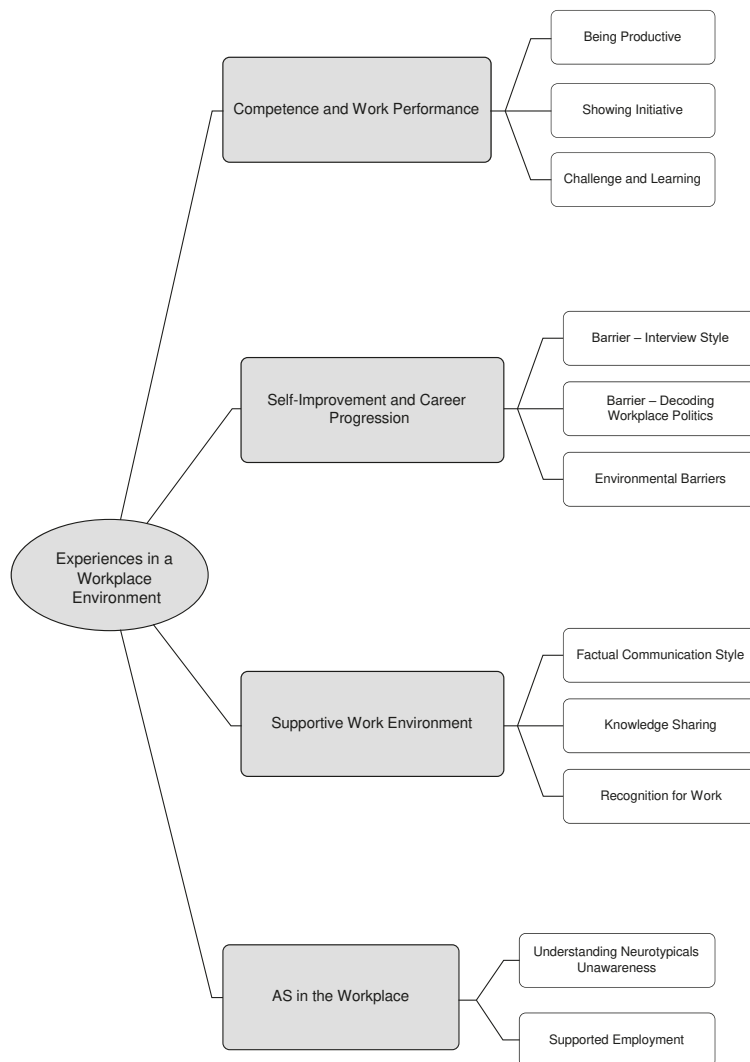 Being Productive
Competence and Work Performance
Showing Initiative
Challenge and Learning
Barrier – Interview Style
Self-Improvement and Career
Progression
Barrier – Decoding
Workplace Politics
Environmental Barriers
Experiences in a
Workplace
Environment
Factual Communication Style
Supportive Work Environment
Knowledge Sharing
Recognition for Work
Understanding Neurotypicals
Unawareness
AS in the Workplace
Supported Employment